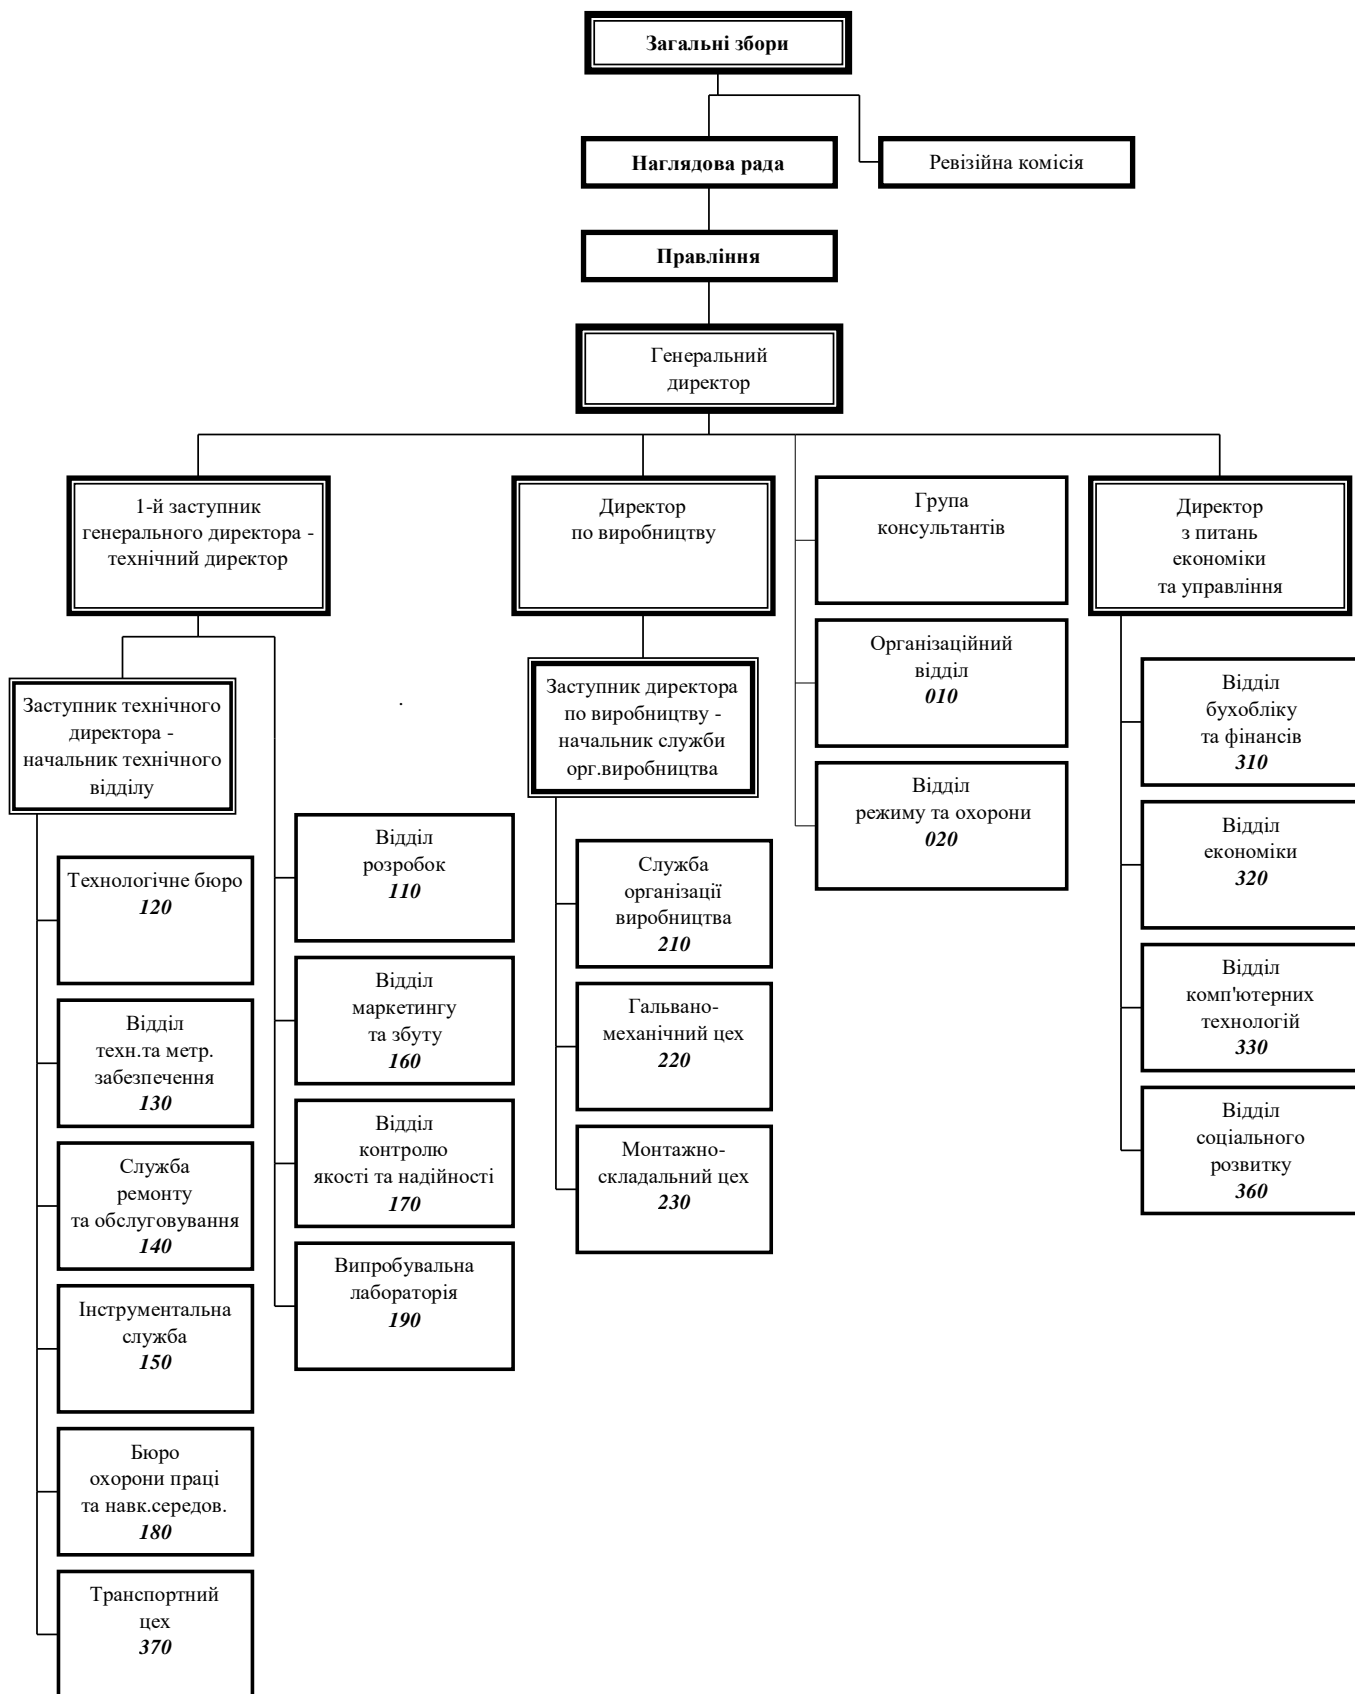 Загальні збори
Наглядова рада
Ревізійна комісія
Правління
Генеральний
директор
1-й заступник
генерального директора -
технічний директор
Директор
по виробництву
Група
консультантів
Директор
з питань
економіки
та управління
Організаційний
відділ
010
Відділ
режиму та охорони
020
Заступник технічного
директора -
начальник технічного
відділу
.
Заступник директора
по виробництву -
начальник служби
орг.виробництва
Відділ
бухобліку
та фінансів
310
Відділ
економіки
320
Відділ
комп'ютерних
технологій
330
Відділ
соціального
розвитку
360
Технологічне бюро
120
Відділ
техн.та метр.
забезпечення
130
Служба
ремонту
та обслуговування
140
Інструментальна
служба
150
Бюро
охорони праці
та навк.середов.
180
Транспортний
цех
370
Відділ
розробок
110
Відділ
маркетингу
та збуту
160
Відділ
контролю
якості та надійності
170
Випробувальна
лабораторія
190
Служба
організації
виробництва
210
Гальвано-
механічний цех
220
Монтажно-
складальний цех
230